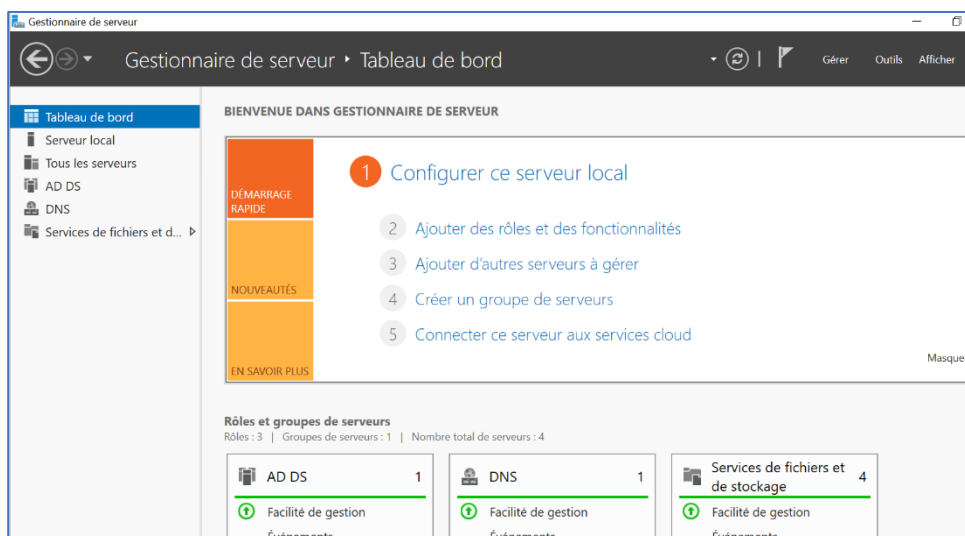 Gestionnaire de serveur
Gestionnaire de serveur • Tableau de bord
Gérer Outils Afficher
Tableau de bord
Serveur local
Tous les serveurs
AD DS
DNS
Services de fichiers et d...
BIENVENUE DANS GESTIONNAIRE DE SERVEUR
DÉMARRAGE
RAPIDE
NOUVEAUTÉS
EN SAVOIR PLUS
1 Configurer ce serveur local
2 Ajouter des rôles et des fonctionnalités
3 Ajouter d'autres serveurs à gérer
4 Créer un groupe de serveurs
5 Connecter ce serveur aux services cloud
Masque
Rôles et groupes de serveurs
Rôles : 3 | Groupes de serveurs : 1 | Nombre total de serveurs : 4
AD DS 1
Facilité de gestion
Événements
DNS 1
Facilité de gestion
Événements
Services de fichiers et
de stockage 4
Facilité de gestion
Événements